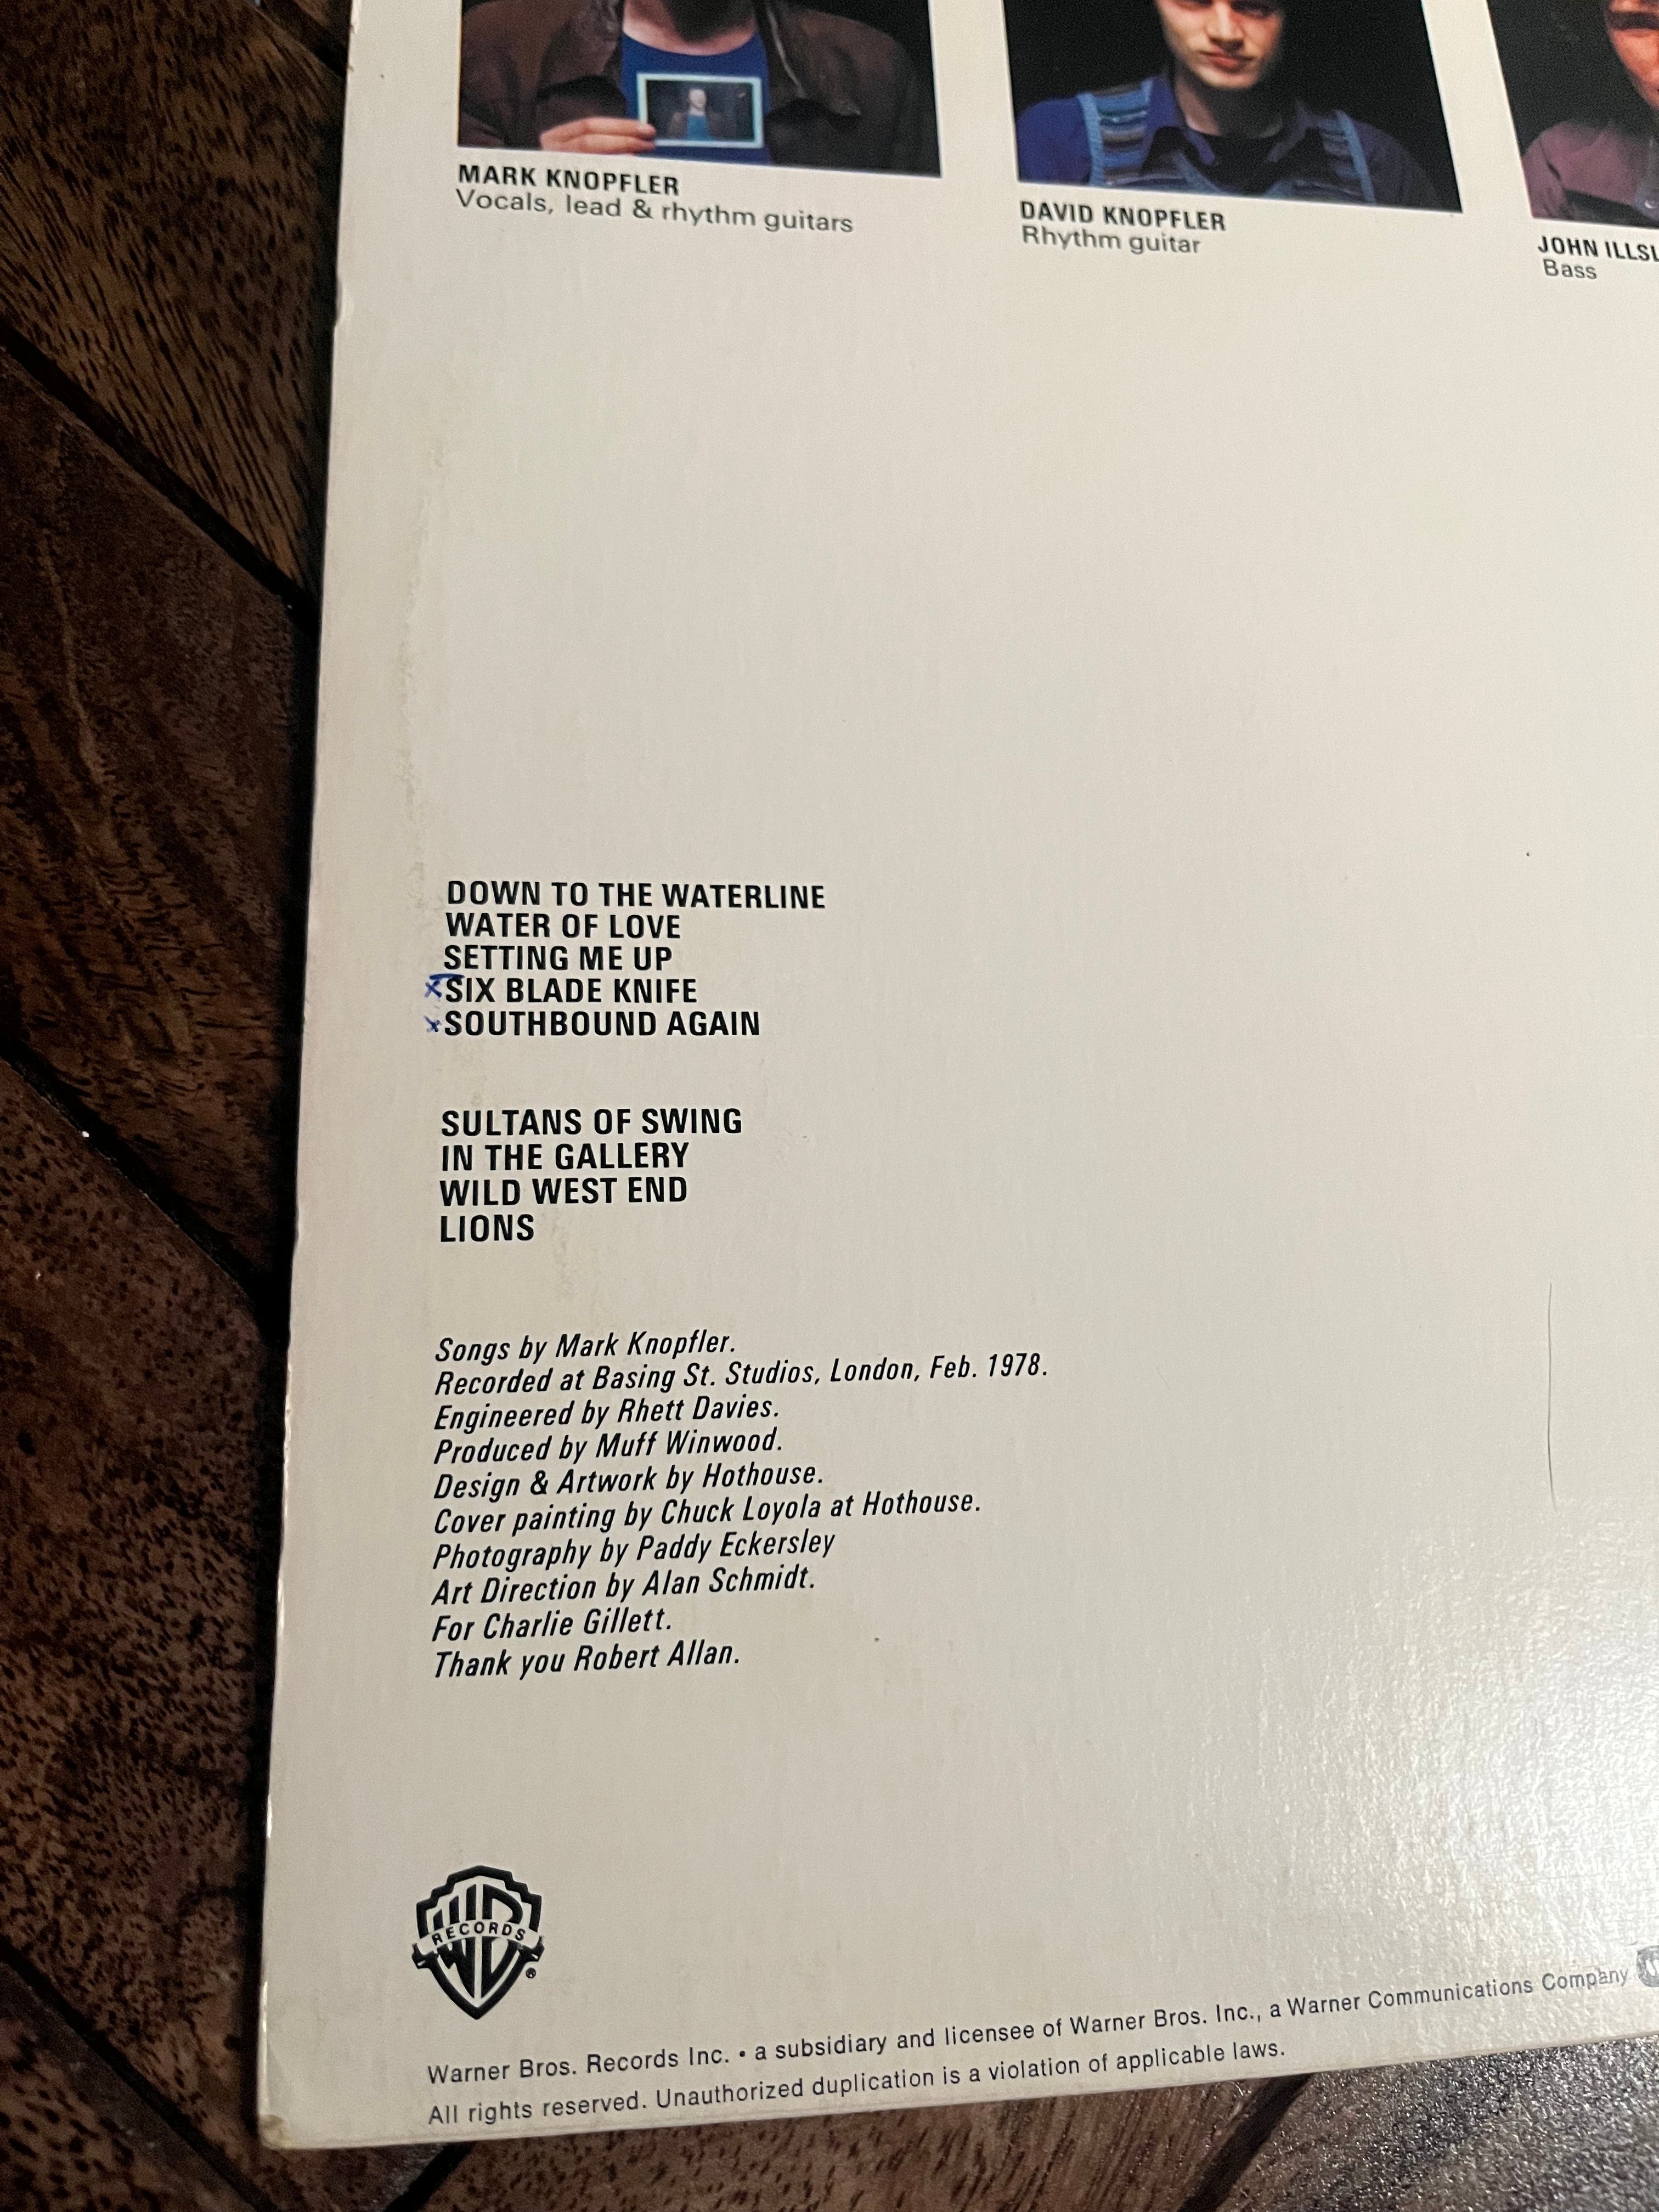 MARK KNOPFLER
Vocals, lead & rhythm guitars
DAVID KNOPFLER
Rhythm guitar
JOHN ILLSL
Bass
DOWN TO THE WATERLINE
WATER OF LOVE
SETTING ME UP
xSIX BLADE KNIFE
xSOUTHBOUND AGAIN
SULTANS OF SWING
IN THE GALLERY
WILD WEST END
LIONS
Songs by Mark Knopfler.
Recorded at Basing St. Studios, London, Feb. 1978.
Engineered by Rhett Davies.
Produced by Muff Winwood.
Design & Artwork by Hothouse.
Cover painting by Chuck Loyola at Hothouse.
Photography by Paddy Eckersley
Art Direction by Alan Schmidt.
For Charlie Gillett.
Thank you Robert Allan.
WB
RECORDS
®
Warner Bros. Records Inc. • a subsidiary and licensee of Warner Bros. Inc., a Warner Communications Company
All rights reserved. Unauthorized duplication is a violation of applicable laws.